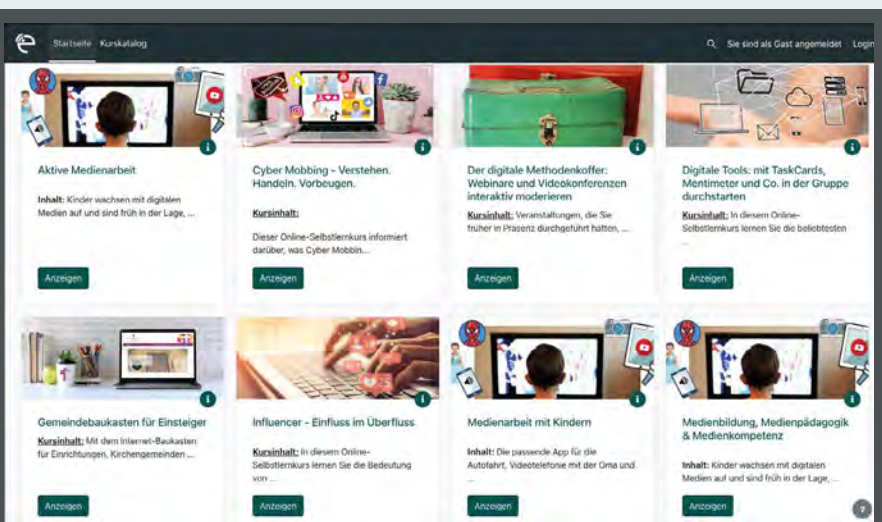 Startseite Kurskatalog
Sie sind als Gast angemeldet Login
Aktive Medienarbeit
Inhalt: Kinder wachsen mit digitalen
Medien auf und sind früh in der Lage, ...
Anzeigen
Cyber Mobbing - Verstehen.
Handeln. Vorbeugen.
Kursinhalt:
Dieser Online-Selbstlernkurs informiert
darüber, was Cyber Mobbin...
Anzeigen
Der digitale Methodenkoffer:
Webinare und Videokonferenzen
interaktiv moderieren
Kursinhalt: Veranstaltungen, die Sie
früher in Präsenz durchgeführt hätten, ...
Anzeigen
Digitale Tools: mit TaskCards,
Mentimeter und Co. in der Gruppe
durchstarten
Kursinhalt: In diesem Online-
Selbstlernkurs lernen Sie die beliebtesten
...
Anzeigen
Gemeindebaukasten für Einsteiger
Kursinhalt: Mit dem Internet-Baukasten
für Einrichtungen, Kirchengemeinden ...
Anzeigen
Influencer - Einfluss im Überfluss
Kursinhalt: In diesem Online-
Selbstlernkurs lernen Sie die Bedeutung
von ...
Anzeigen
Medienarbeit mit Kindern
Inhalt: Die passende App für die
Autofahrt, Videotelefonie mit der Oma und
...
Anzeigen
Medienbildung, Medienpädagogik
& Medienkompetenz
Inhalt: Kinder wachsen mit digitalen
Medien auf und sind früh in der Lage, ...
Anzeigen
?